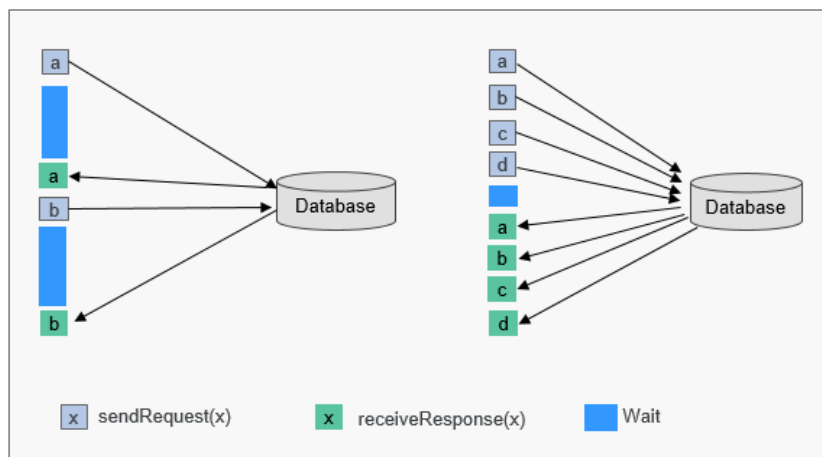 a
a
b
b
Database
a
b
c
d
a
b
c
d
Database
x sendRequest(x)
x receiveResponse(x)
Wait